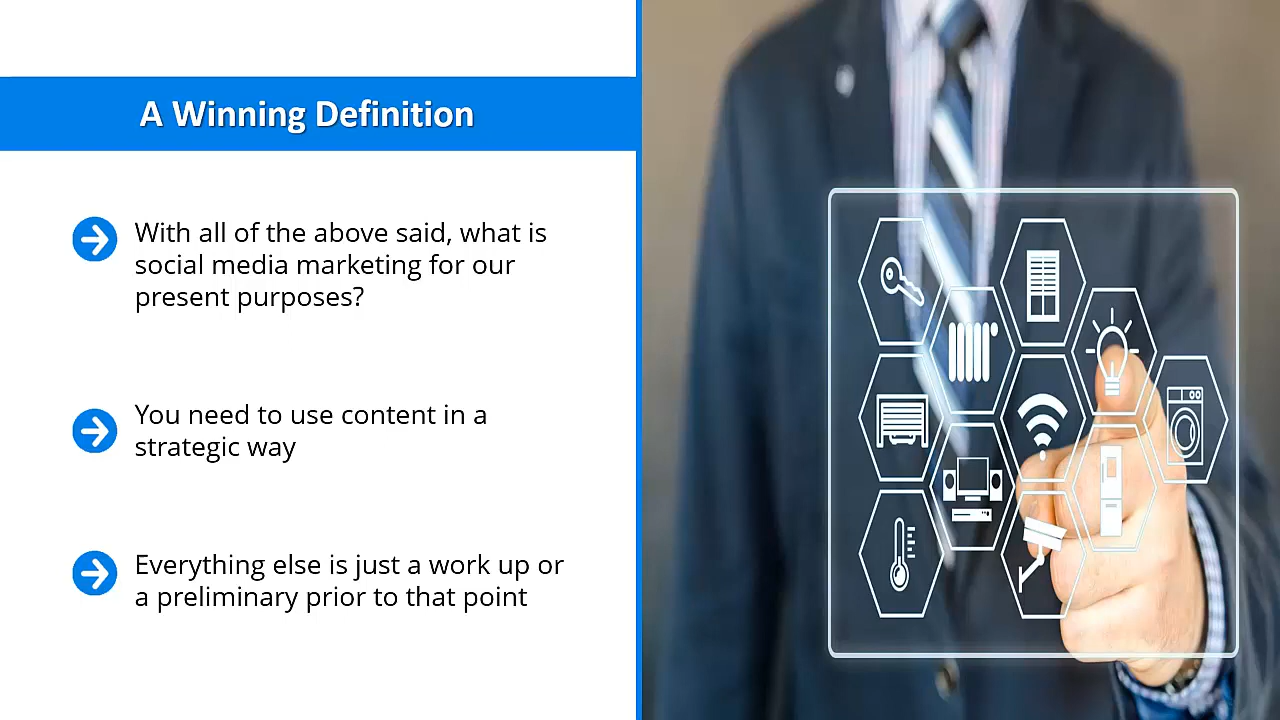 A Winning Definition
With all of the above said, what is
social media marketing for our
present purposes?
You need to use content in a
strategic way
Everything else is just a work up or
a preliminary prior to that point